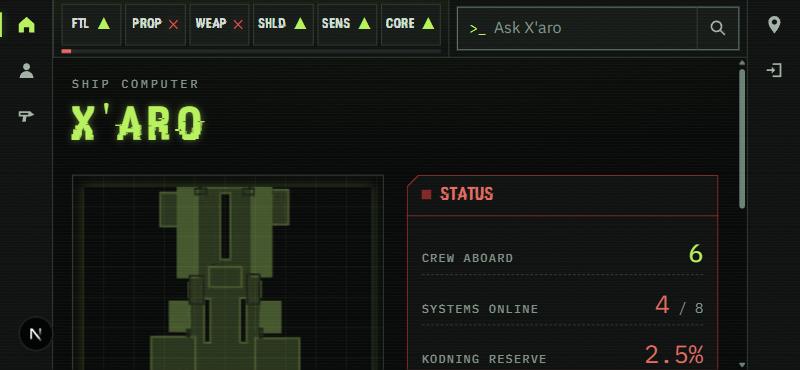 FTL PROP WEAP SHLD SENS CORE
>_ Ask X'aro
SHIP COMPUTER
X'ARO
STATUS
CREW ABOARD 6
SYSTEMS ONLINE 4 / 8
KODNING RESERVE 2.5%
N